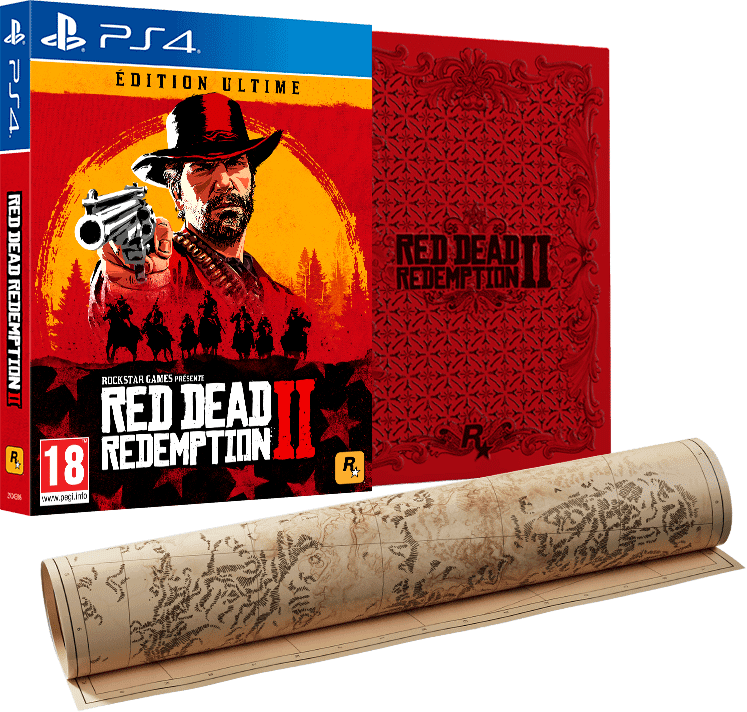 PS4
PS4
ÉDITION ULTIME
RED DEAD
REDEMPTION II
ROCKSTAR GAMES PRÉSENTE
RED DEAD
REDEMPTION II
18
www.pegi.info
R
RED DEAD REDEMPTION II
R
R